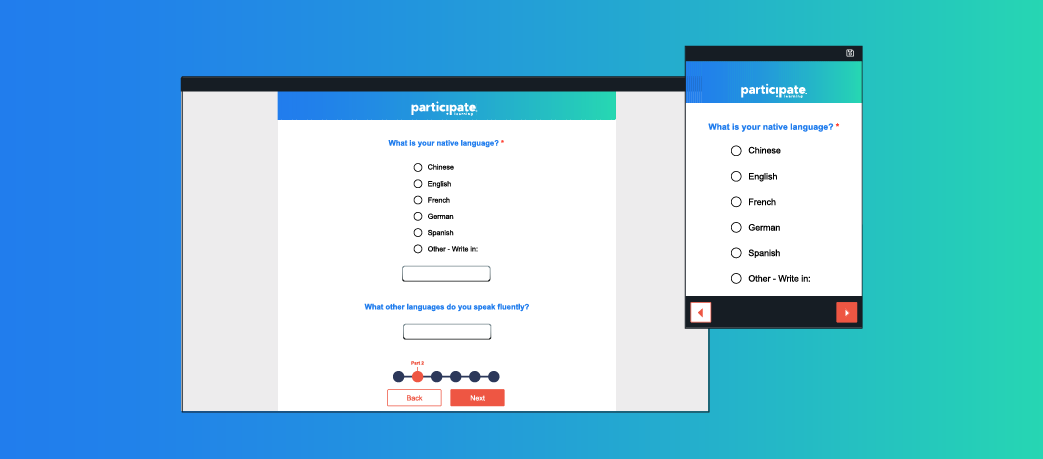 participate
learning
What is your native language? *
Chinese
English
French
German
Spanish
Other - Write in:
What other languages do you speak fluently?
Part 2
Back
Next
participate
learning
What is your native language? *
Chinese
English
French
German
Spanish
Other - Write in: